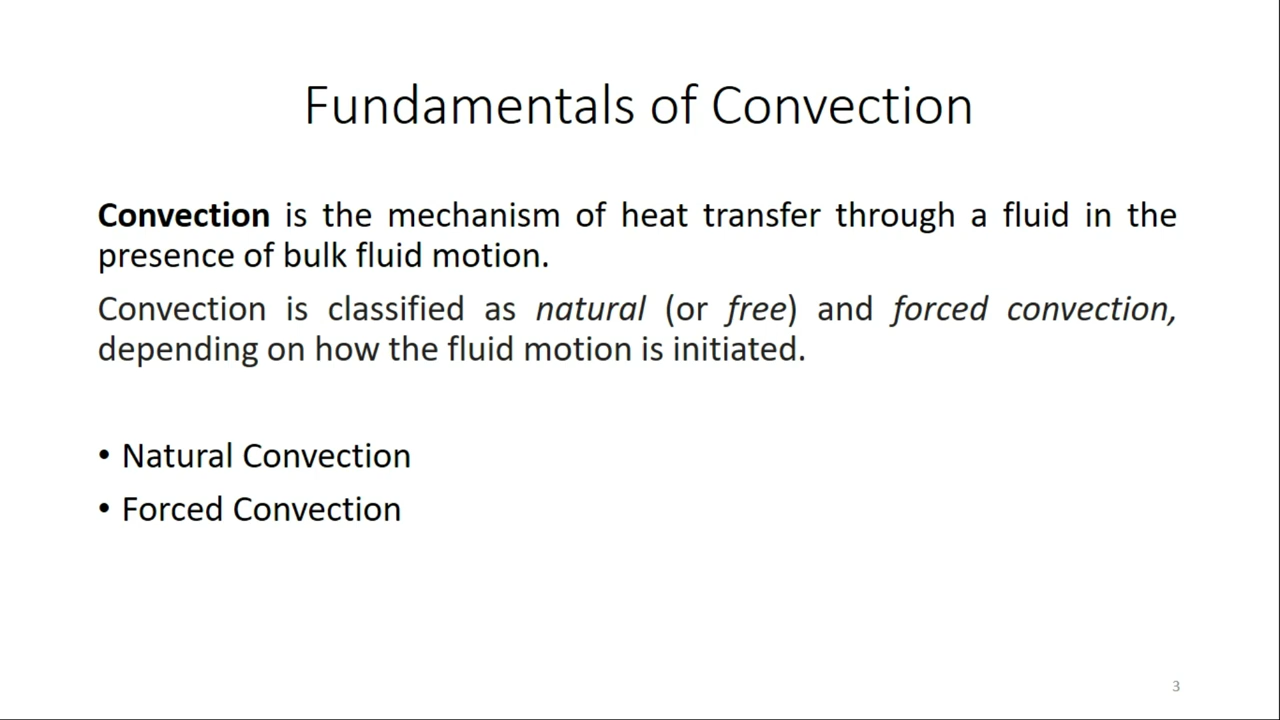 Fundamentals of Convection
Convection is the mechanism of heat transfer through a fluid in the
presence of bulk fluid motion.
Convection is classified as natural (or free) and forced convection,
depending on how the fluid motion is initiated.
• Natural Convection
• Forced Convection
3